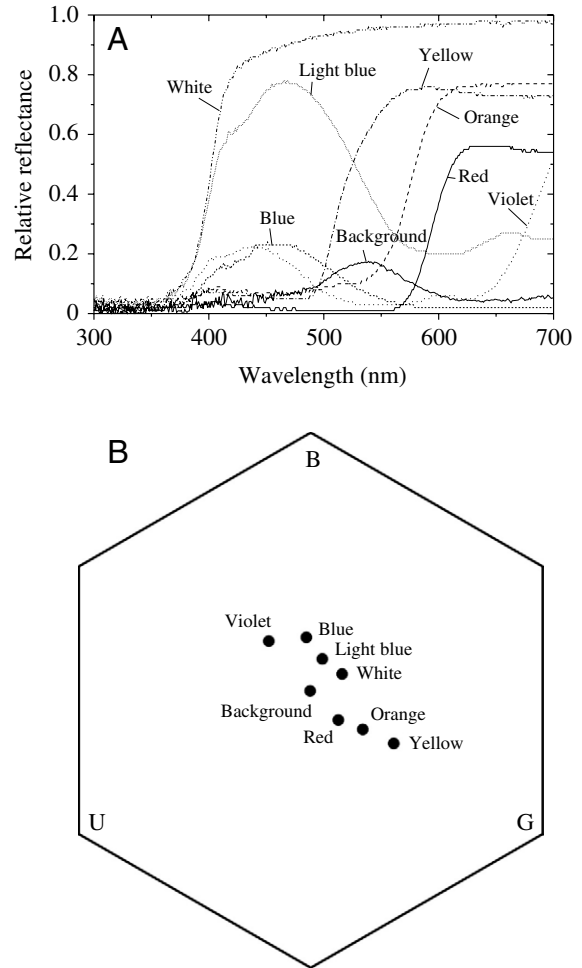 A
1.0
0.8
0.6
0.4
0.2
0
Relative reflectance
White
Light blue
Yellow
Orange
Red
Violet
Blue
Background
300 400 500 600 700
Wavelength (nm)
B
B
Violet
Blue
Light blue
White
Background
Orange
Red
Yellow
U
G